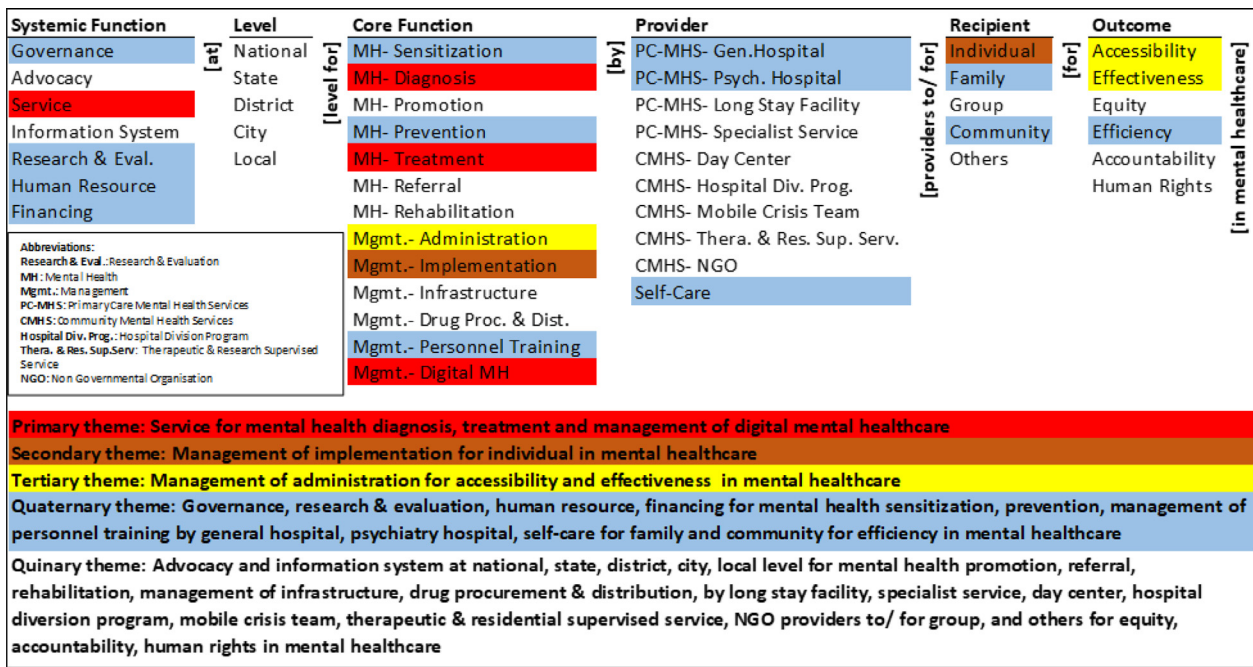 Systemic Function Level Core Function Provider Recipient Outcome
Governance National MH- Sensitization PC-MHS- Gen.Hospital Individual Accessibility
Advocacy State MH- Diagnosis PC-MHS- Psych. Hospital Family Effectiveness
Service District MH- Promotion PC-MHS- Long Stay Facility Group Equity
Information System City MH- Prevention PC-MHS- Specialist Service Community Efficiency
Research & Eval. Local MH- Treatment CMHS- Day Center Others Accountability
Human Resource MH- Referral CMHS- Hospital Div. Prog. Human Rights
Financing MH- Rehabilitation CMHS- Mobile Crisis Team
Mgmt.- Administration CMHS- Thera. & Res. Sup. Serv.
Mgmt.- Implementation CMHS- NGO
Mgmt.- Infrastructure Self-Care
Mgmt.- Drug Proc. & Dist.
Mgmt.- Personnel Training
Mgmt.- Digital MH
[at]
[level for]
[by]
[providers to/ for]
[for]
[in mental healthcare]
Abbreviations:
Research & Eval.:Research & Evaluation
MH: Mental Health
Mgmt.: Management
PC-MHS: Primary Care Mental Health Services
CMHS: Community Mental Health Services
Hospital Div. Prog.: Hospital Division Program
Thera. & Res. Sup.Serv: Therapeutic & Research Supervised
Service
NGO: Non Governmental Organisation
Primary theme: Service for mental health diagnosis, treatment and management of digital mental healthcare
Secondary theme: Management of implementation for individual in mental healthcare
Tertiary theme: Management of administration for accessibility and effectiveness in mental healthcare
Quaternary theme: Governance, research & evaluation, human resource, financing for mental health sensitization, prevention, management of
personnel training by general hospital, psychiatry hospital, self-care for family and community for efficiency in mental healthcare
Quinary theme: Advocacy and information system at national, state, district, city, local level for mental health promotion, referral,
rehabilitation, management of infrastructure, drug procurement & distribution, by long stay facility, specialist service, day center, hospital
diversion program, mobile crisis team, therapeutic & residential supervised service, NGO providers to/ for group, and others for equity,
accountability, human rights in mental healthcare